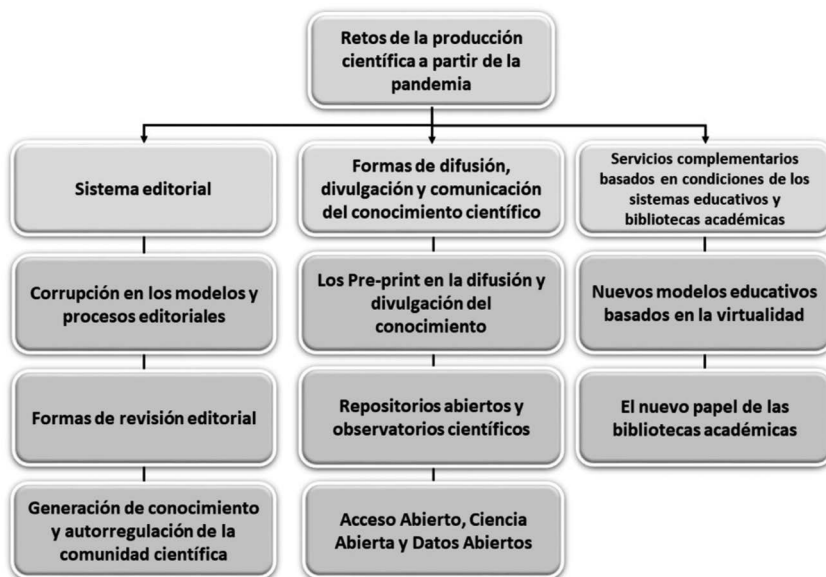 Retos de la producción
científica a partir de la
pandemia
Sistema editorial
Formas de difusión,
divulgación y comunicación
del conocimiento científico
Servicios complementarios
basados en condiciones de los
sistemas educativos y
bibliotecas académicas
Corrupción en los modelos y
procesos editoriales
Los Pre-print en la difusión y
divulgación del
conocimiento
Nuevos modelos educativos
basados en la virtualidad
Formas de revisión editorial
Repositorios abiertos y
observatorios científicos
El nuevo papel de las
bibliotecas académicas
Generación de conocimiento
y autorregulación de la
comunidad científica
Acceso Abierto, Ciencia
Abierta y Datos Abiertos